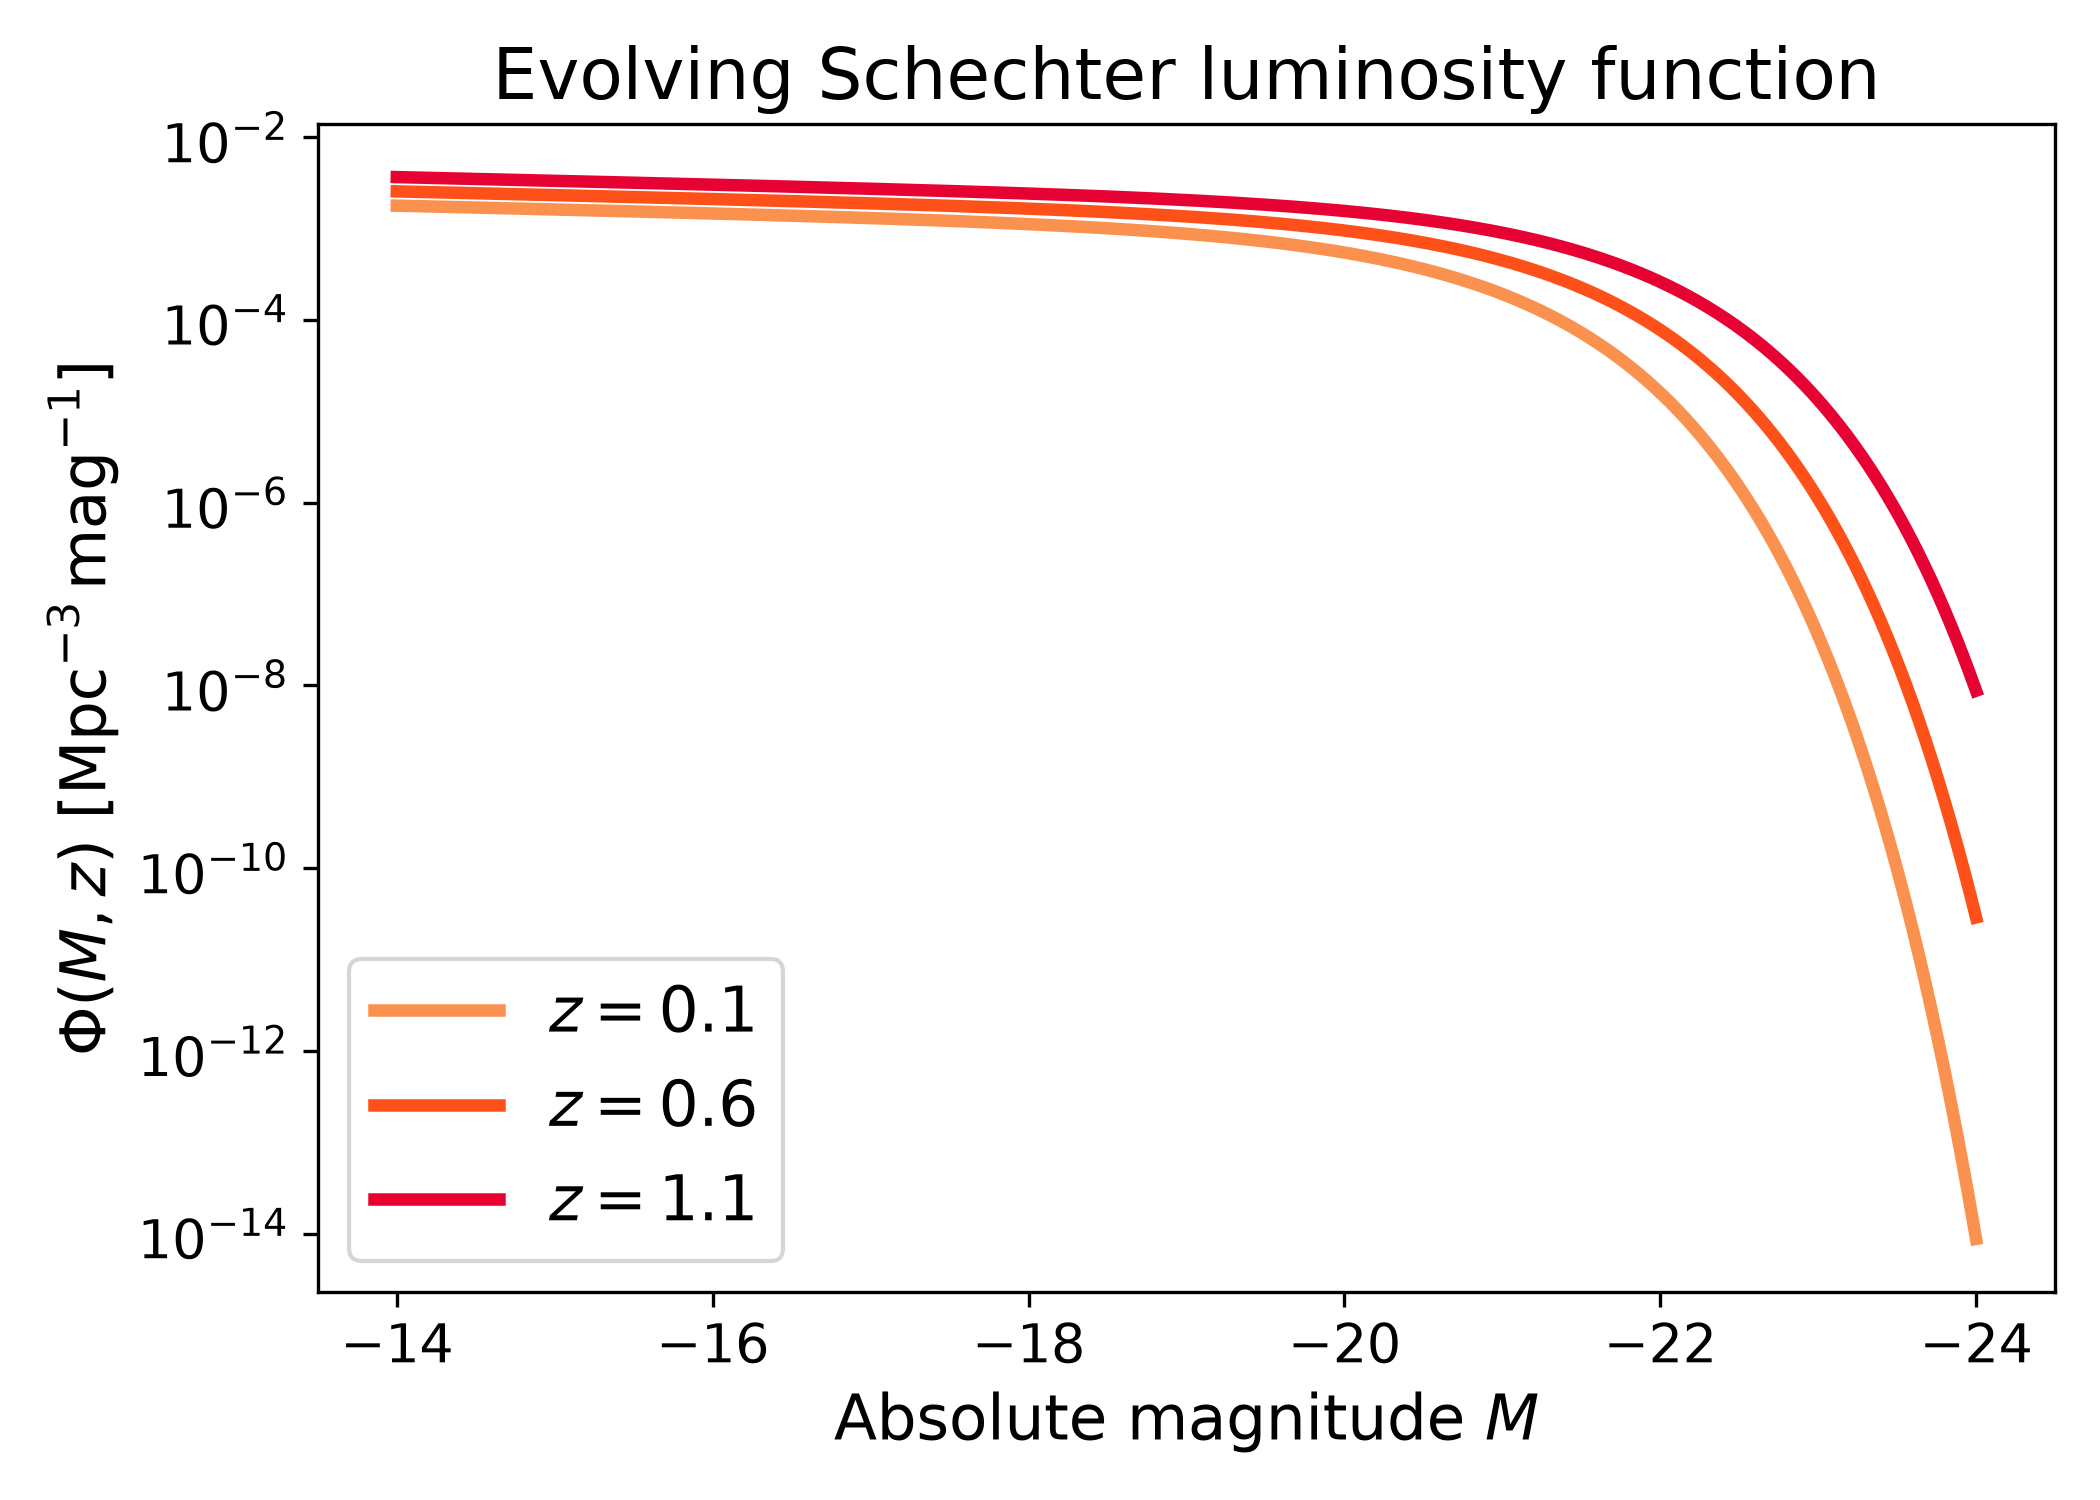 Evolving Schechter luminosity function
Φ(M, z) [Mpc⁻³ mag⁻¹]
10⁻²
10⁻⁴
10⁻⁶
10⁻⁸
10⁻¹⁰
10⁻¹²
10⁻¹⁴
z = 0.1
z = 0.6
z = 1.1
−14 −16 −18 −20 −22 −24
Absolute magnitude M